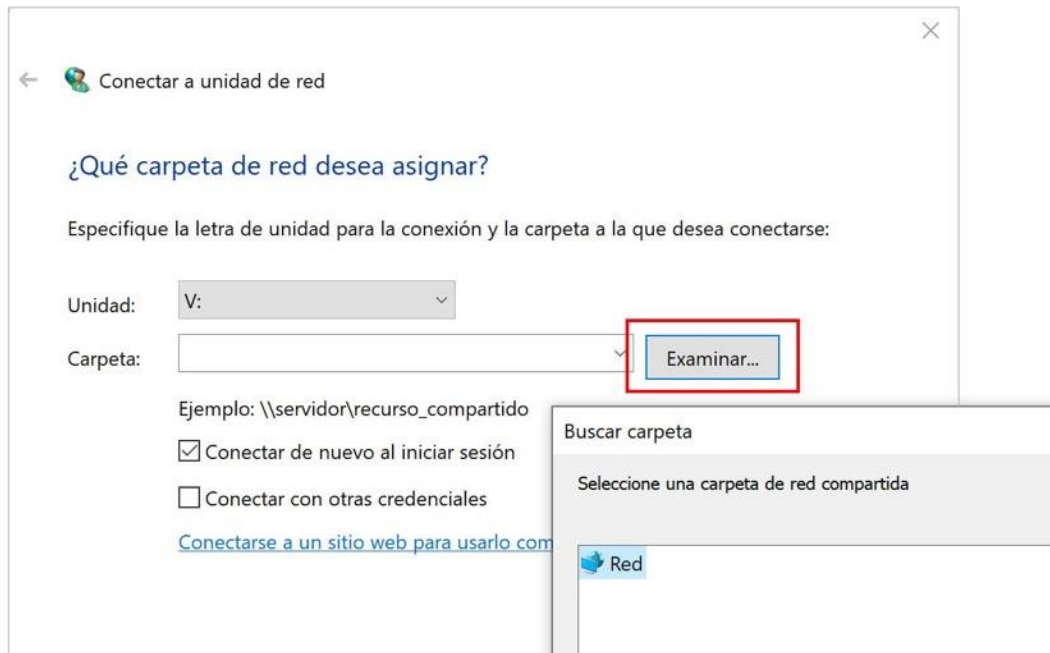 Conectar a unidad de red
¿Qué carpeta de red desea asignar?
Especifique la letra de unidad para la conexión y la carpeta a la que desea conectarse:
Unidad: V:
Carpeta: Examinar...
Ejemplo: \\servidor\recurso_compartido
Conectar de nuevo al iniciar sesión
Conectar con otras credenciales
Conectarse a un sitio web para usarlo com
Buscar carpeta
Seleccione una carpeta de red compartida
Red